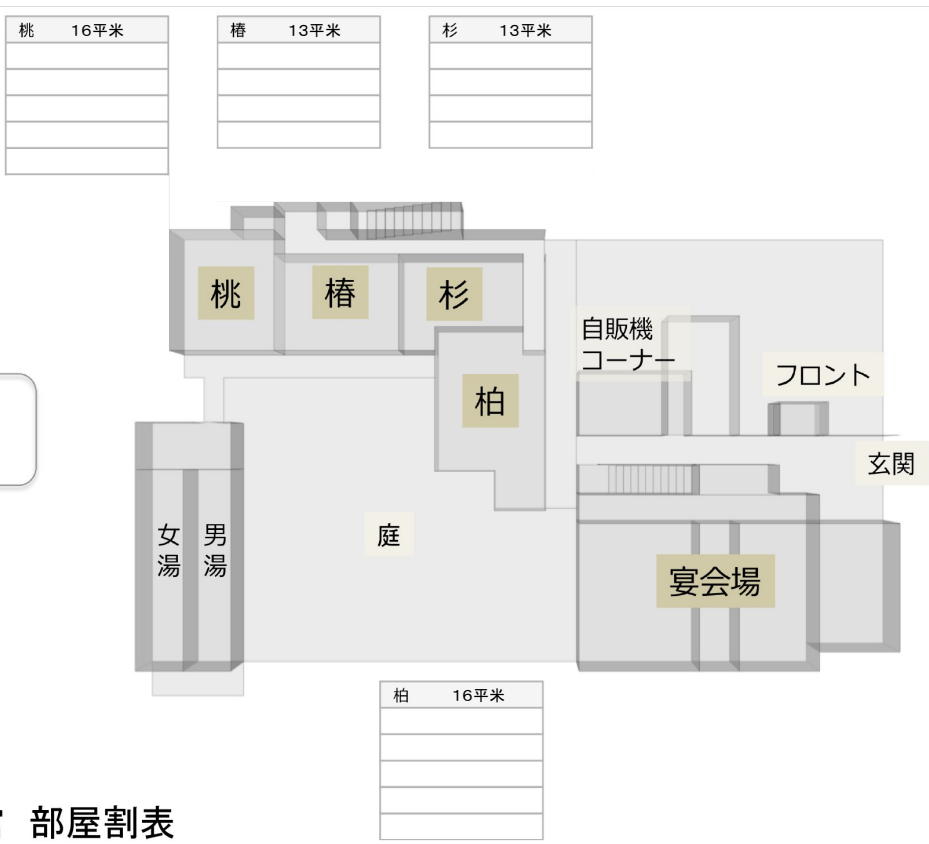 桃 16平米
椿 13平米
杉 13平米
桃
椿
杉
自販機
コーナー
フロント
柏
玄関
女湯
男湯
庭
宴会場
柏 16平米
部屋割表